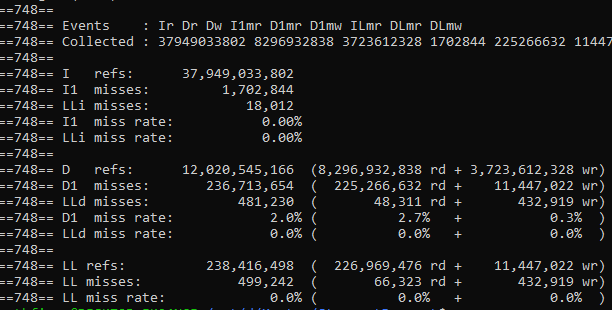 ==748==
==748== Events    : Ir Dr Dw I1mr D1mr D1mw ILmr DLmr DLmw
==748== Collected : 37949033802 8296932838 3723612328 1702844 225266632 11447
==748==
==748== I   refs:      37,949,033,802
==748== I1  misses:         1,702,844
==748== LLi misses:            18,012
==748== I1  miss rate:           0.00%
==748== LLi miss rate:           0.00%
==748==
==748== D   refs:      12,020,545,166  (8,296,932,838 rd + 3,723,612,328 wr)
==748== D1  misses:       236,713,654  (  225,266,632 rd +    11,447,022 wr)
==748== LLd misses:           481,230  (       48,311 rd +       432,919 wr)
==748== D1  miss rate:            2.0% (          2.7%   +           0.3%  )
==748== LLd miss rate:            0.0% (          0.0%   +           0.0%  )
==748==
==748== LL refs:          238,416,498  (  226,969,476 rd +    11,447,022 wr)
==748== LL misses:            499,242  (       66,323 rd +       432,919 wr)
==748== LL miss rate:             0.0% (          0.0%   +           0.0%  )